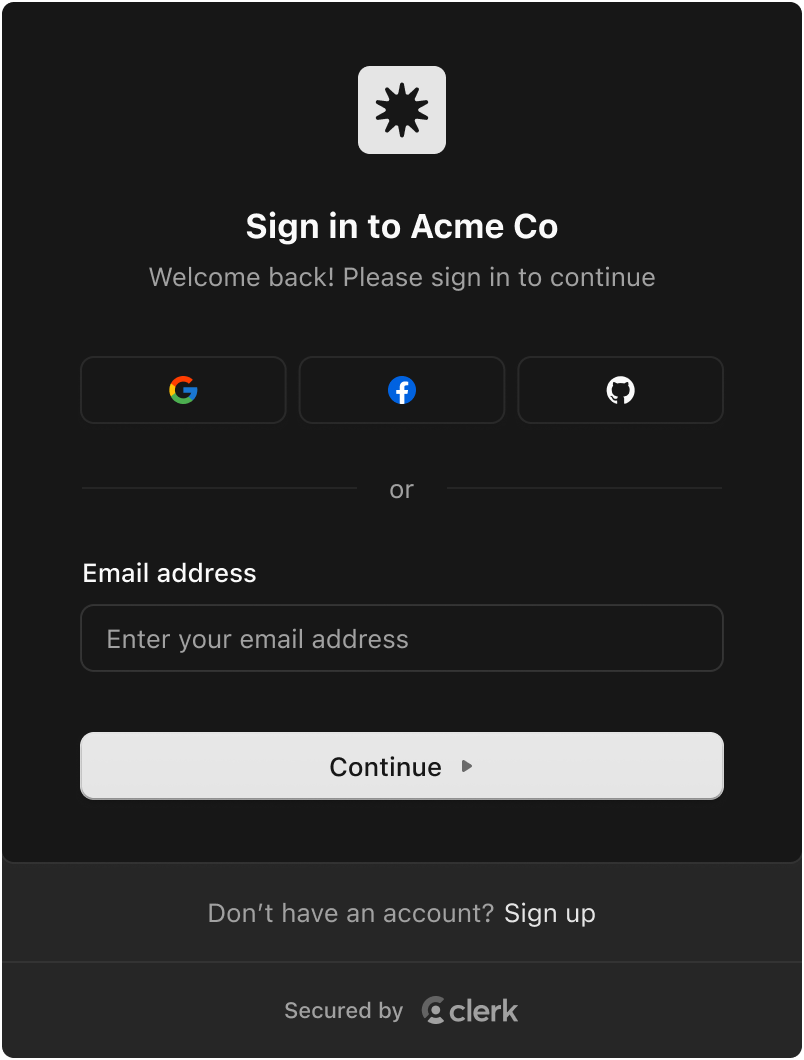 Sign in to Acme Co
Welcome back! Please sign in to continue
or
Email address
Enter your email address
Continue
Don’t have an account? Sign up
Secured by clerk